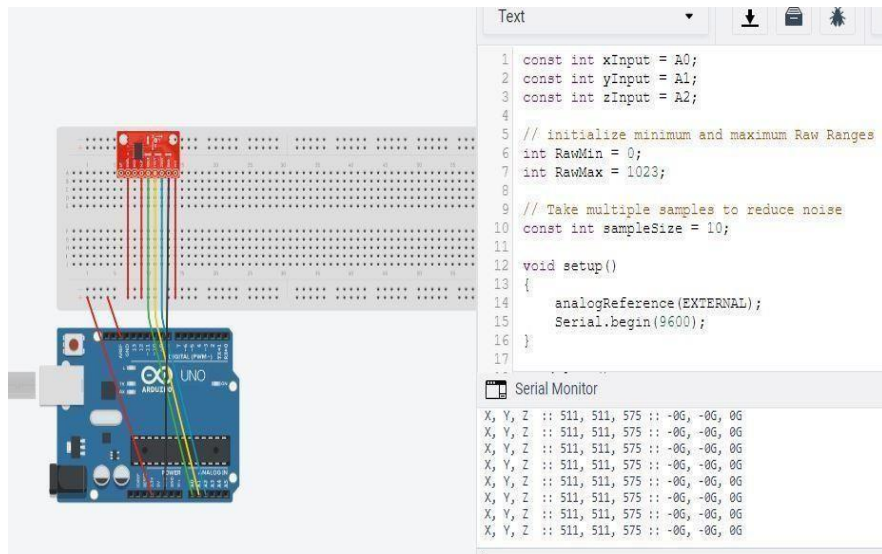 Text
1 const int xInput = A0;
2 const int yInput = A1;
3 const int zInput = A2;
4
5 // initialize minimum and maximum Raw Ranges
6 int RawMin = 0;
7 int RawMax = 1023;
8
9 // Take multiple samples to reduce noise
10 const int sampleSize = 10;
11
12 void setup()
13 {
14 analogReference(EXTERNAL);
15 Serial.begin(9600);
16 }
17
Serial Monitor
X, Y, Z :: 511, 511, 575 :: -0G, -0G, 0G
X, Y, Z :: 511, 511, 575 :: -0G, -0G, 0G
X, Y, Z :: 511, 511, 575 :: -0G, -0G, 0G
X, Y, Z :: 511, 511, 575 :: -0G, -0G, 0G
X, Y, Z :: 511, 511, 575 :: -0G, -0G, 0G
X, Y, Z :: 511, 511, 575 :: -0G, -0G, 0G
X, Y, Z :: 511, 511, 575 :: -0G, -0G, 0G
X, Y, Z :: 511, 511, 575 :: -0G, -0G, 0G
UNO
ARDUINO
POWER
ANALOG IN